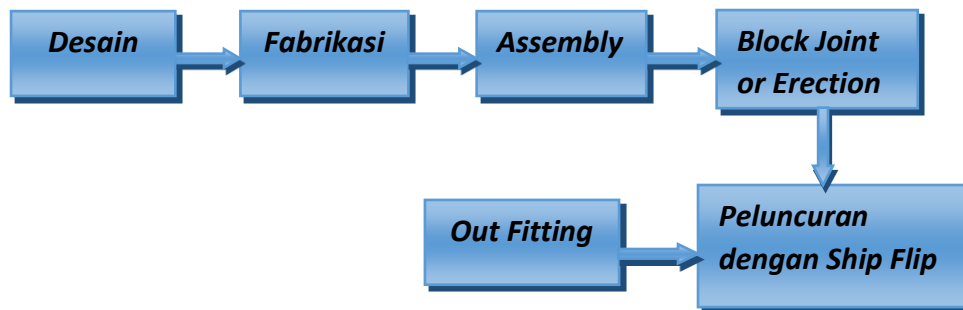 Desain
Fabrikasi
Assembly
Block Joint
or Erection
Out Fitting
Peluncuran
dengan Ship Flip